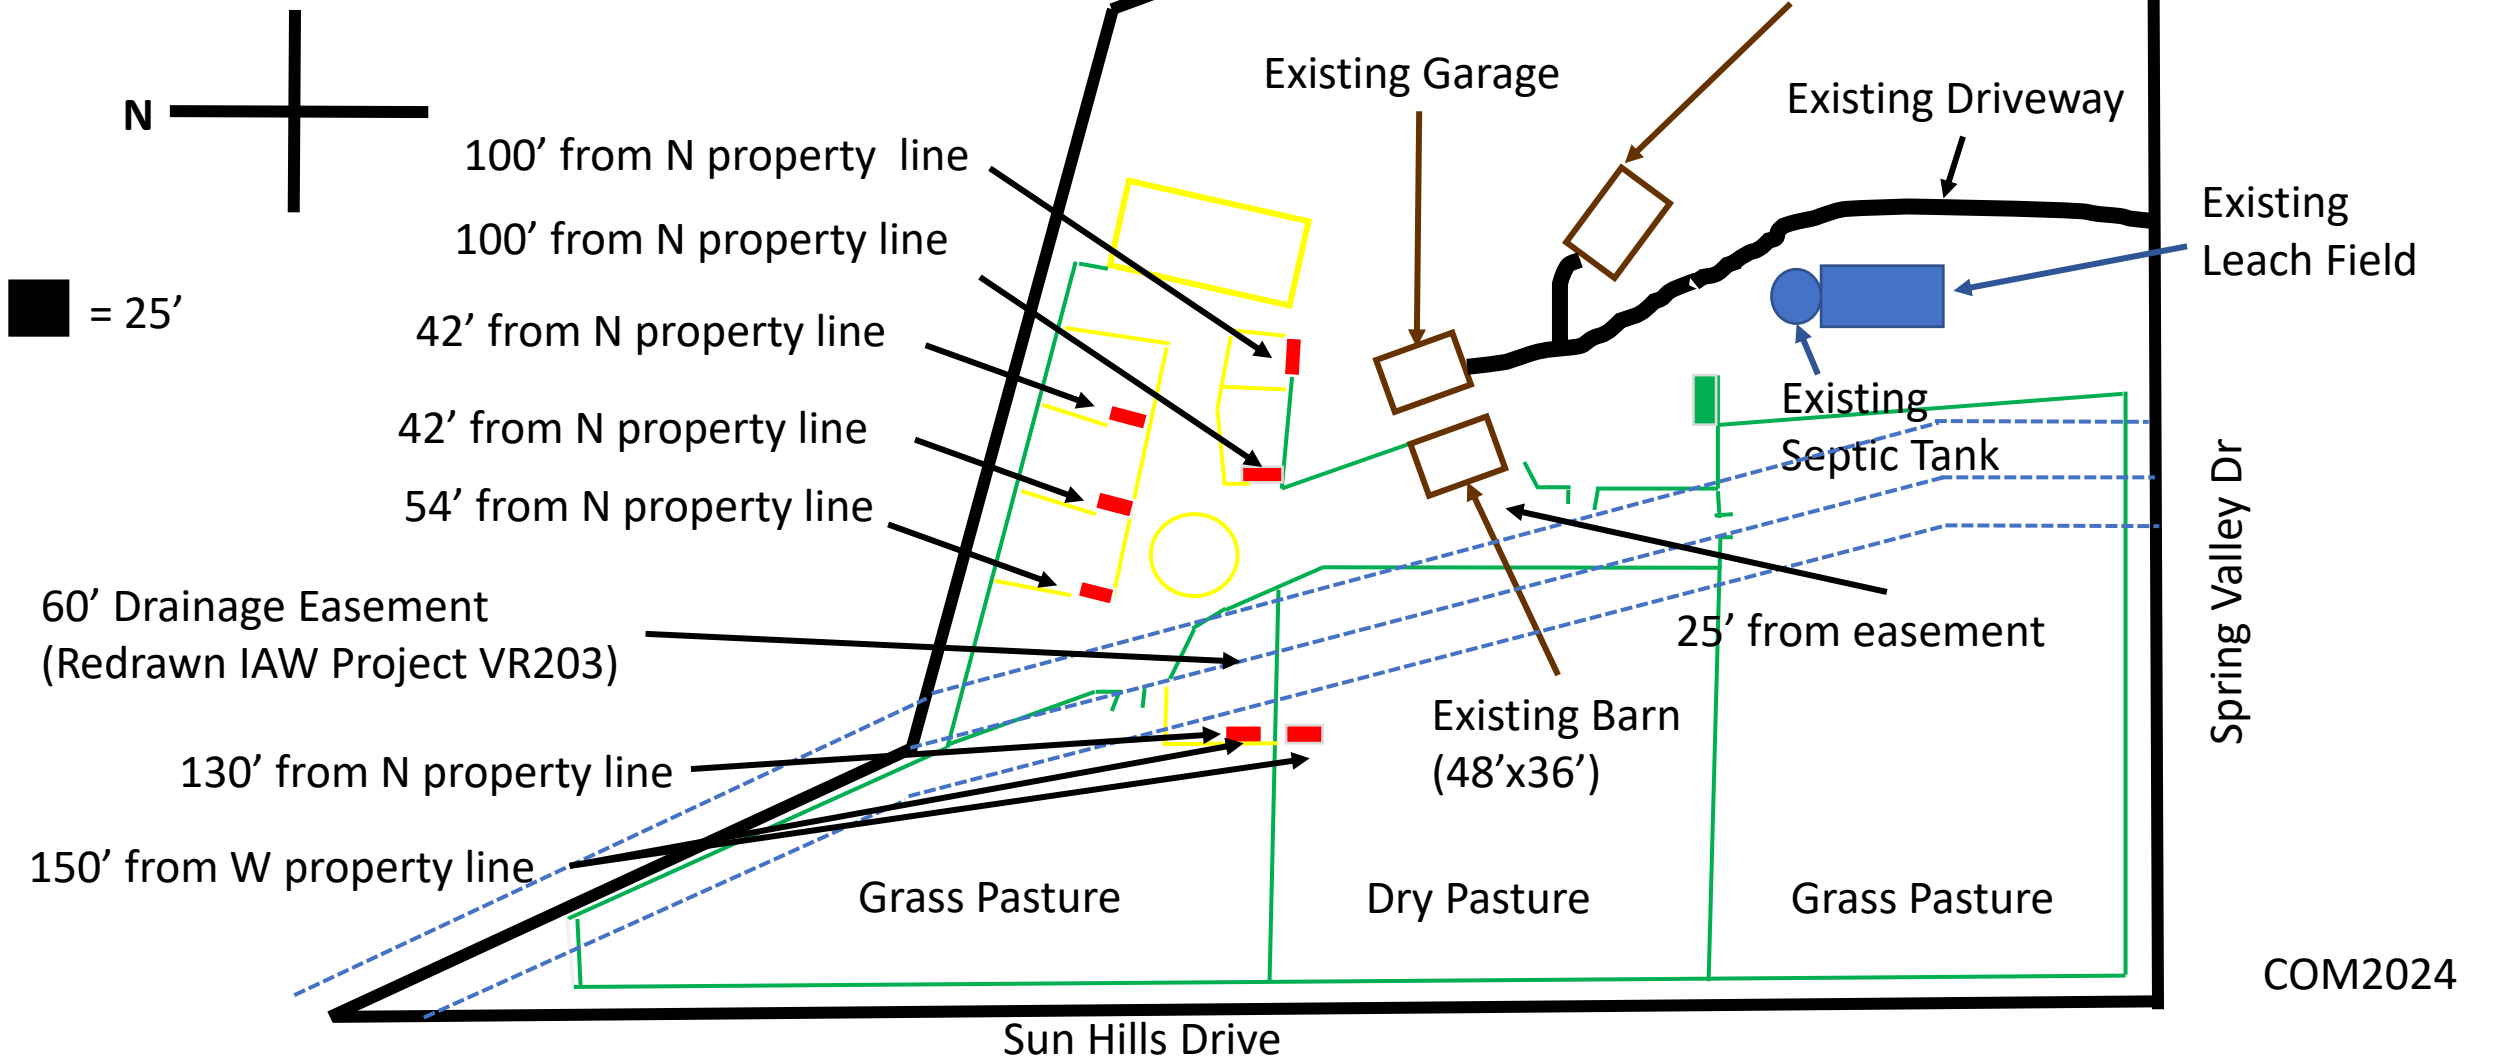 Existing Garage
Existing Driveway
N
100’ from N property  line
Existing
Leach Field
100’ from N property line
= 25’
42’ from N property line
Existing
Septic Tank
42’ from N property line
54’ from N property line
Spring Valley Dr
60’ Drainage Easement
(Redrawn IAW Project VR203)
25’ from easement
Existing Barn
(48’x36’)
130’ from N property line
150’ from W property line
Grass Pasture
Dry Pasture
Grass Pasture
COM2024
Sun Hills Drive